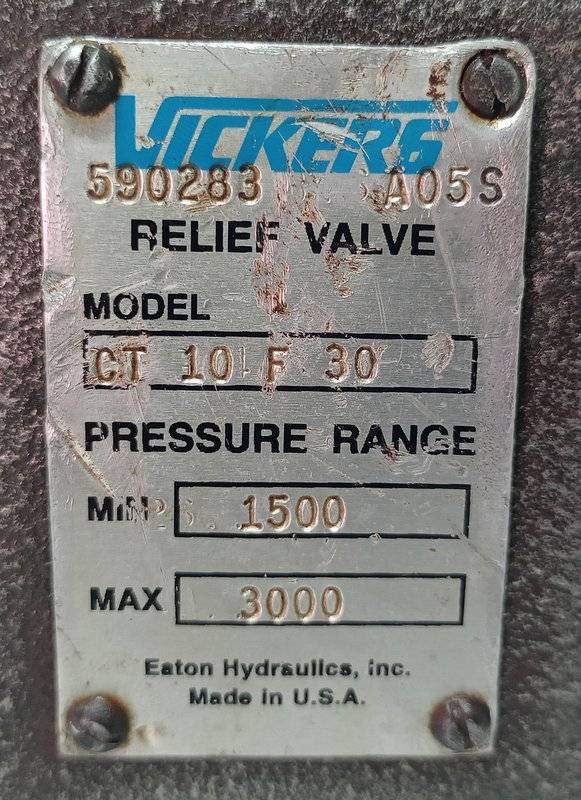 VICKERS
590283 A05S
RELIEF VALVE
MODEL
CT 10 F 30
PRESSURE RANGE
MIN 1500
MAX 3000
Eaton Hydraulics, Inc.
Made in U.S.A.